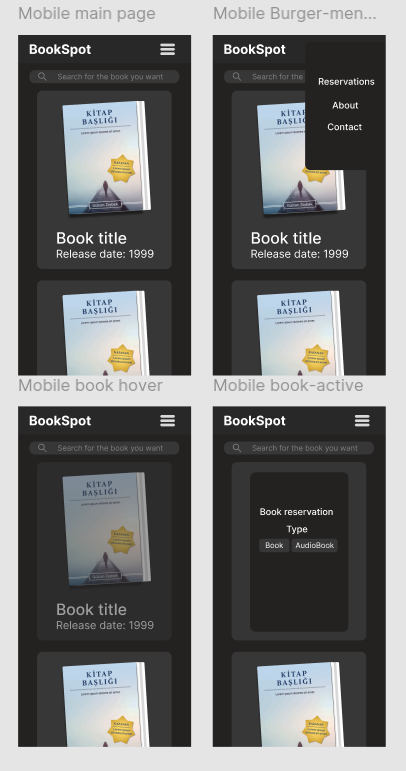 Mobile main page
BookSpot
Search for the book you want
KİTAP
BAŞLIĞI
Book title
Release date: 1999
KİTAP
BAŞLIĞI
Mobile Burger-men...
BookSpot
Search for the
Reservations
About
Contact
KİTAP
BAŞLIĞI
Book title
Release date: 1999
KİTAP
BAŞLIĞI
Mobile book hover
BookSpot
Search for the book you want
KİTAP
BAŞLIĞI
Book title
Release date: 1999
KİTAP
BAŞLIĞI
Mobile book-active
BookSpot
Search for the book you want
Book reservation
Type
Book AudioBook
KİTAP
BAŞLIĞI